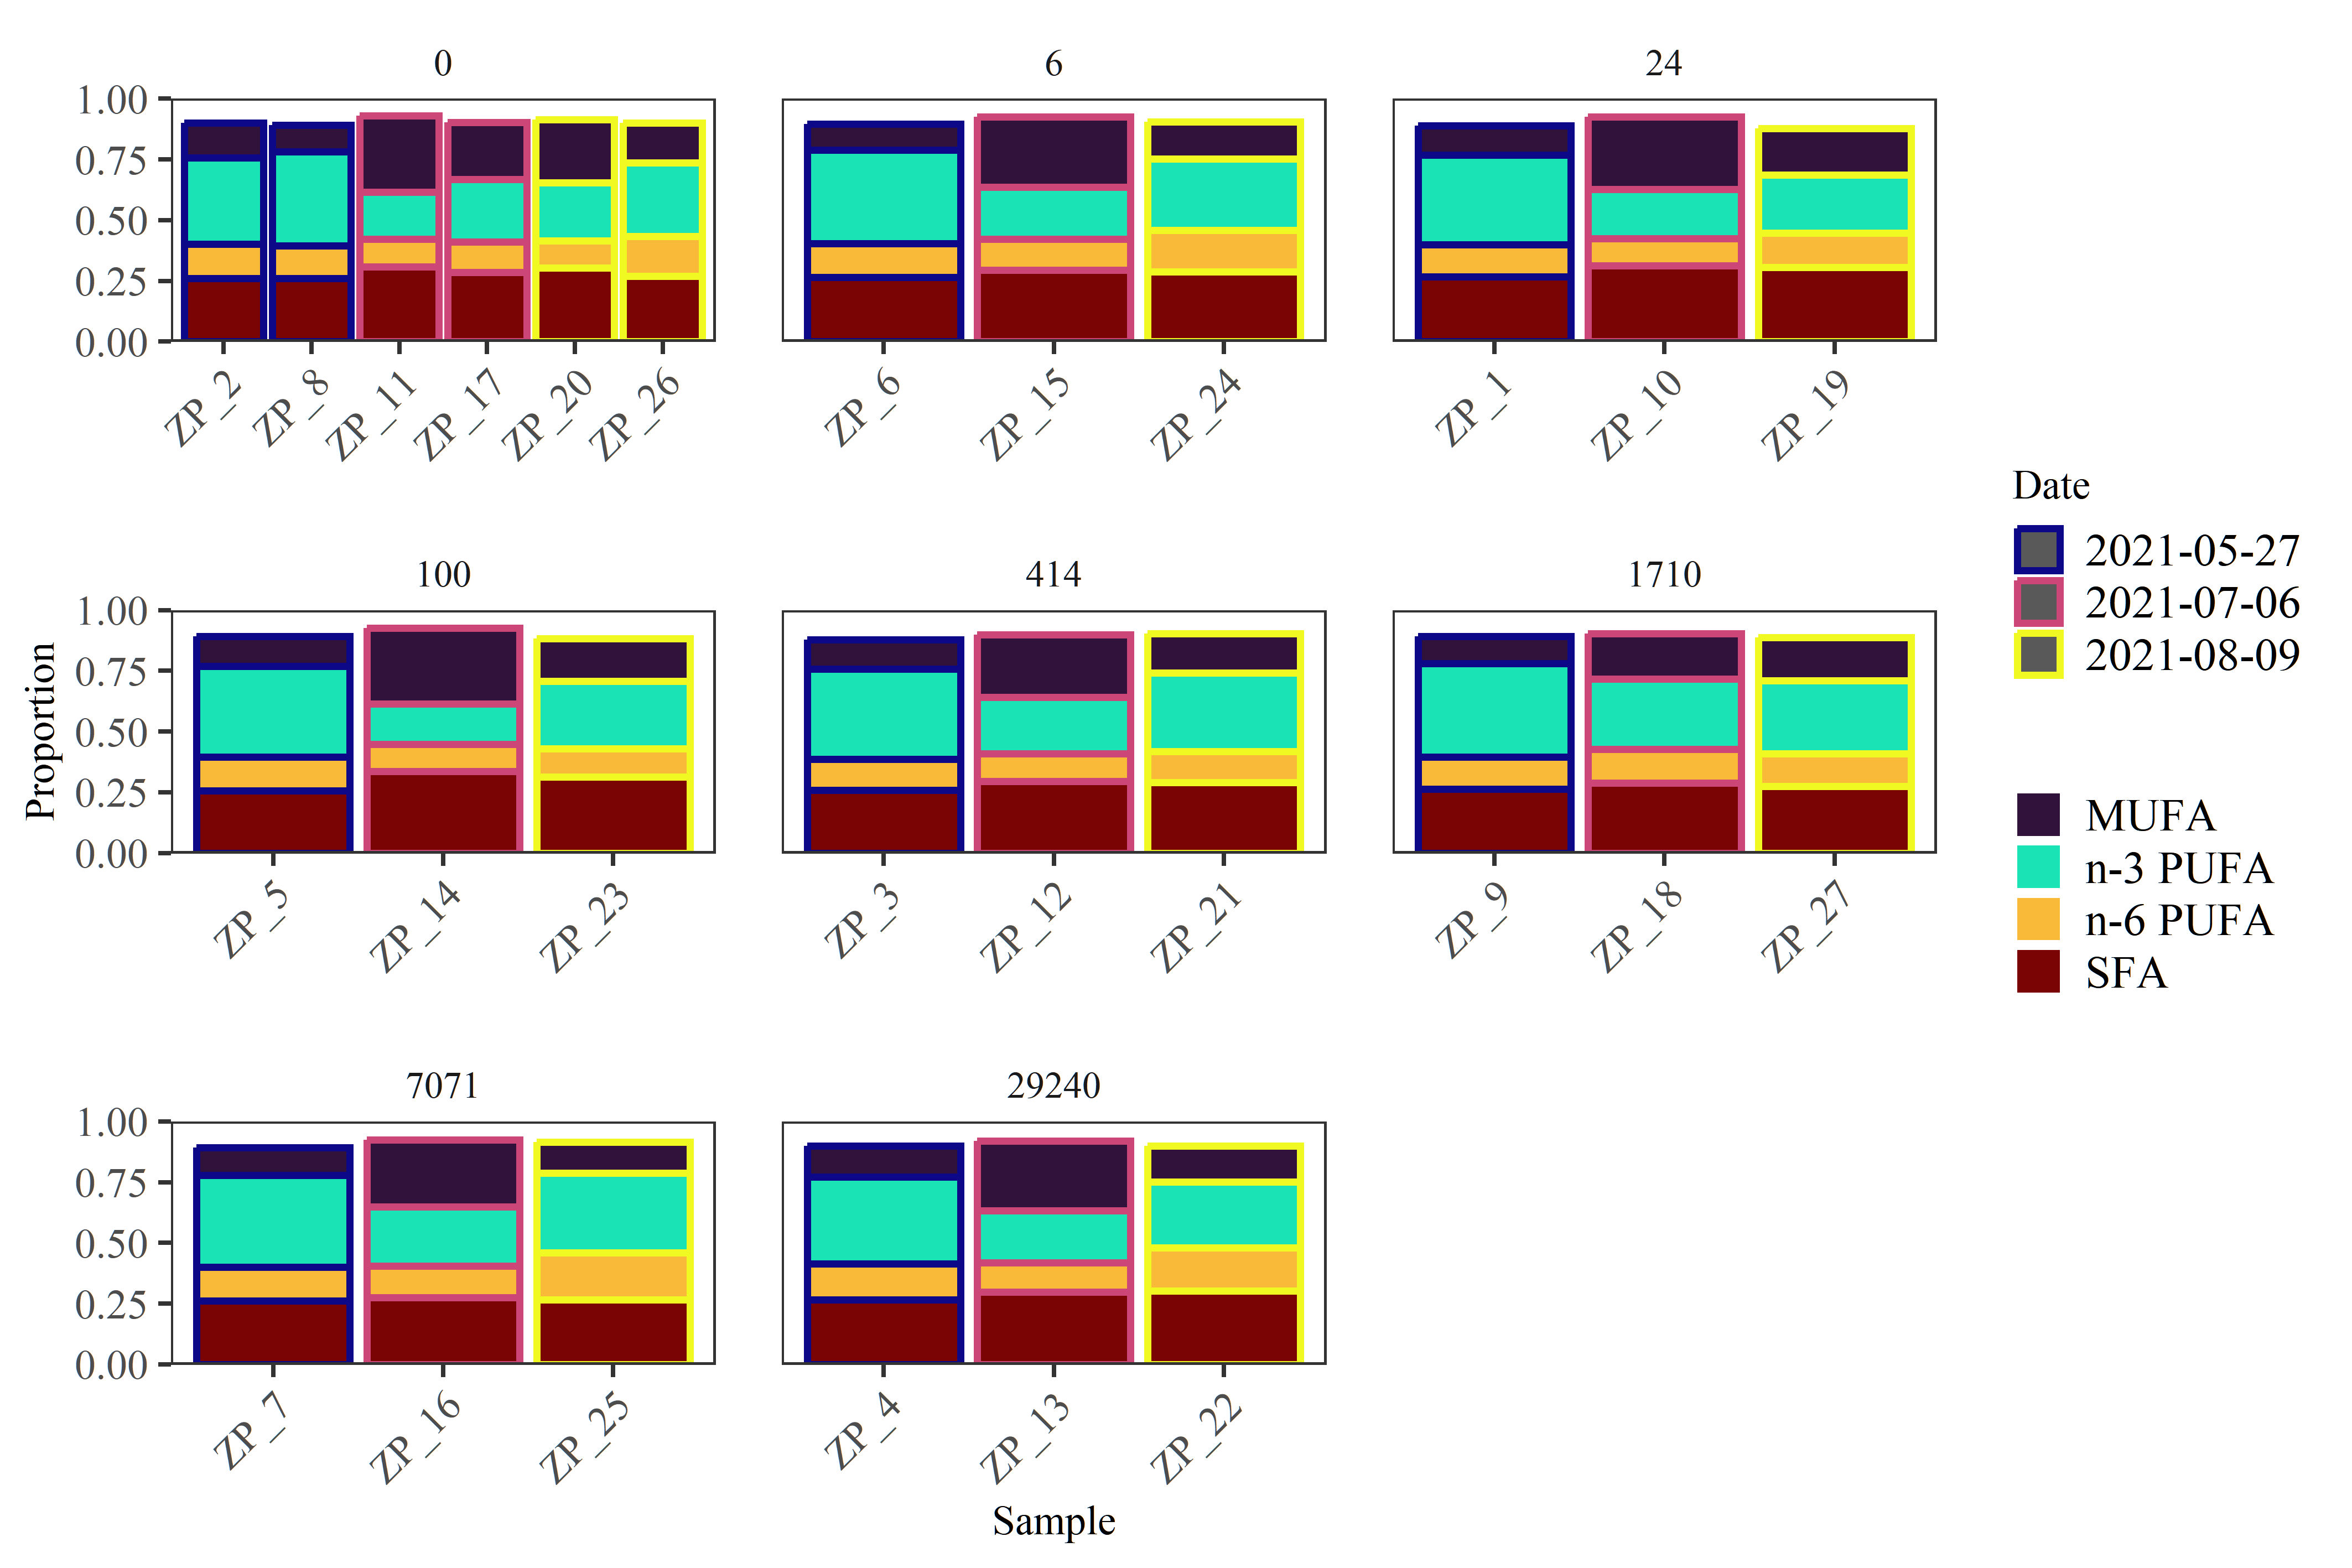 0
6
24
1.00
0.75
0.50
0.25
0.00
ZP_2
ZP_8
ZP_11
ZP_17
ZP_20
ZP_26
ZP_6
ZP_15
ZP_24
ZP_1
ZP_10
ZP_19
100
414
1710
1.00
0.75
0.50
0.25
0.00
ZP_5
ZP_14
ZP_23
ZP_3
ZP_12
ZP_21
ZP_9
ZP_18
ZP_27
7071
29240
1.00
0.75
0.50
0.25
0.00
ZP_7
ZP_16
ZP_25
ZP_4
ZP_13
ZP_22
Proportion
Sample
Date
2021-05-27
2021-07-06
2021-08-09
MUFA
n-3 PUFA
n-6 PUFA
SFA